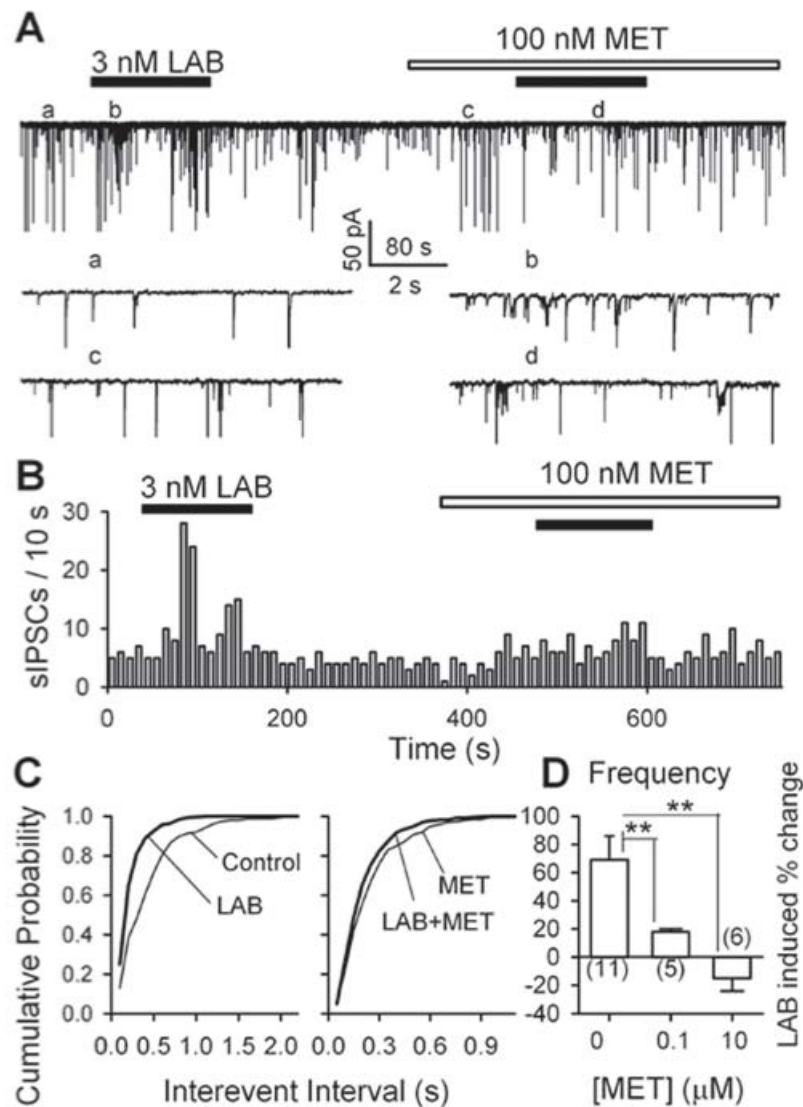 A
3 nM LAB
100 nM MET
a
b
c
d
50 pA
80 s
2 s
a
b
c
d
B
3 nM LAB
100 nM MET
sIPSCs / 10 s
30
20
10
0
0
200
400
600
Time (s)
C
Cumulative Probability
1.0
0.8
0.6
0.4
0.2
0.0
Control
LAB
MET
LAB+MET
0.0 0.5 1.0 1.5 2.0
0.0 0.3 0.6 0.9
Interevent Interval (s)
D
Frequency
100
80
60
40
20
0
-20
-40
**
**
(11)
(5)
(6)
0 0.1 10
[MET] (μM)
LAB induced % change